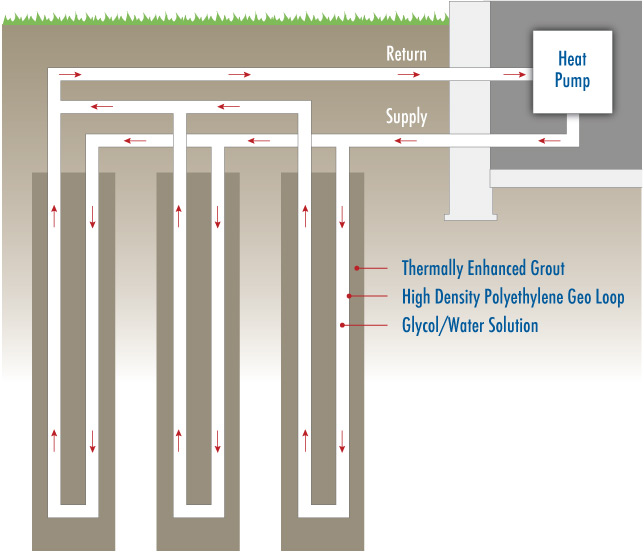 Return
Heat
Pump
Supply
Thermally Enhanced Grout
High Density Polyethylene Geo Loop
Glycol/Water Solution